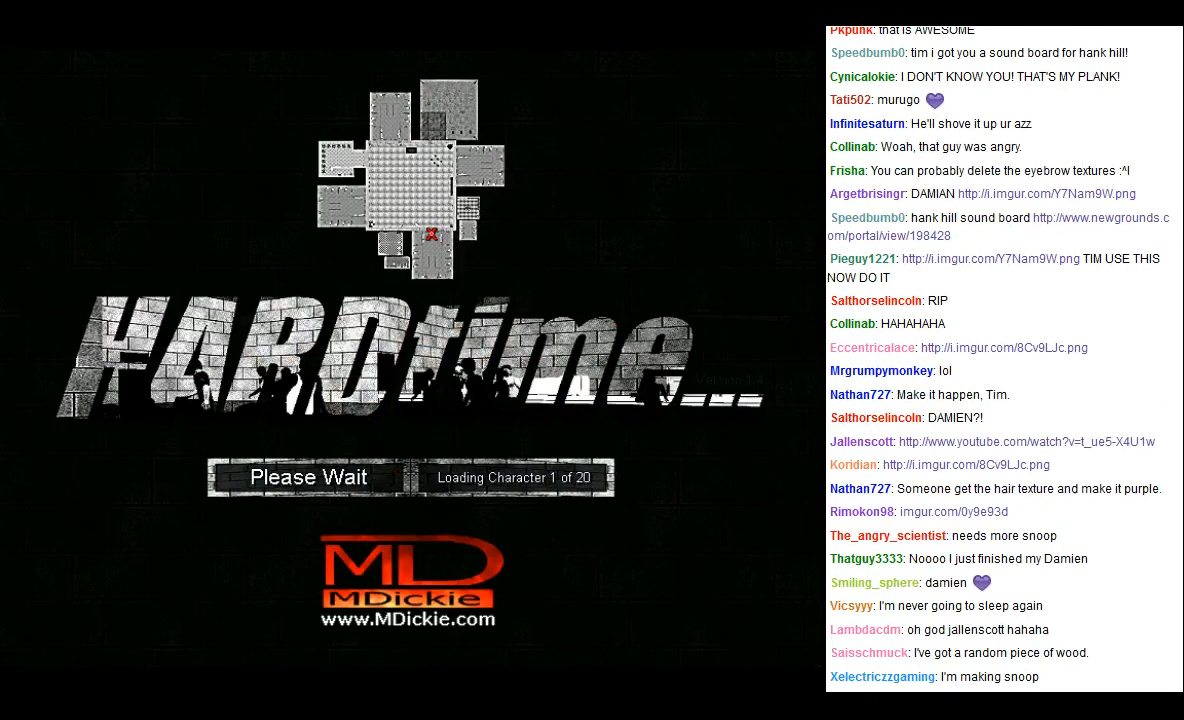 HARDtime...
Please Wait
Loading Character 1 of 20
MD
MDickie
www.MDickie.com
Pkpunk: that is AWESOME
Speedbumb0: tim i got you a sound board for hank hill!
Cynicalokie: I DON'T KNOW YOU! THAT'S MY PLANK!
Tati502: murugo 💜
Infinitesaturn: He'll shove it up ur azz
Collinab: Woah, that guy was angry.
Frisha: You can probably delete the eyebrow textures :^I
Argetbrisingr: DAMIAN http://i.imgur.com/Y7Nam9W.png
Speedbumb0: hank hill sound board http://www.newgrounds.c
om/portal/view/198428
Pieguy1221: http://i.imgur.com/Y7Nam9W.png TIM USE THIS
NOW DO IT
Salthorselincoln: RIP
Collinab: HAHAHAHA
Eccentricalace: http://i.imgur.com/8Cv9LJc.png
Mrgrumpymonkey: lol
Nathan727: Make it happen, Tim.
Salthorselincoln: DAMIEN?!
Jallenscott: http://www.youtube.com/watch?v=t_ue5-X4U1w
Koridian: http://i.imgur.com/8Cv9LJc.png
Nathan727: Someone get the hair texture and make it purple.
Rimokon98: imgur.com/0y9e93d
The_angry_scientist: needs more snoop
Thatguy3333: Noooo I just finished my Damien
Smiling_sphere: damien 💜
Vicsyyy: I'm never going to sleep again
Lambdacdm: oh god jallenscott hahaha
Saisschmuck: I've got a random piece of wood.
Xelectriczzgaming: I'm making snoop